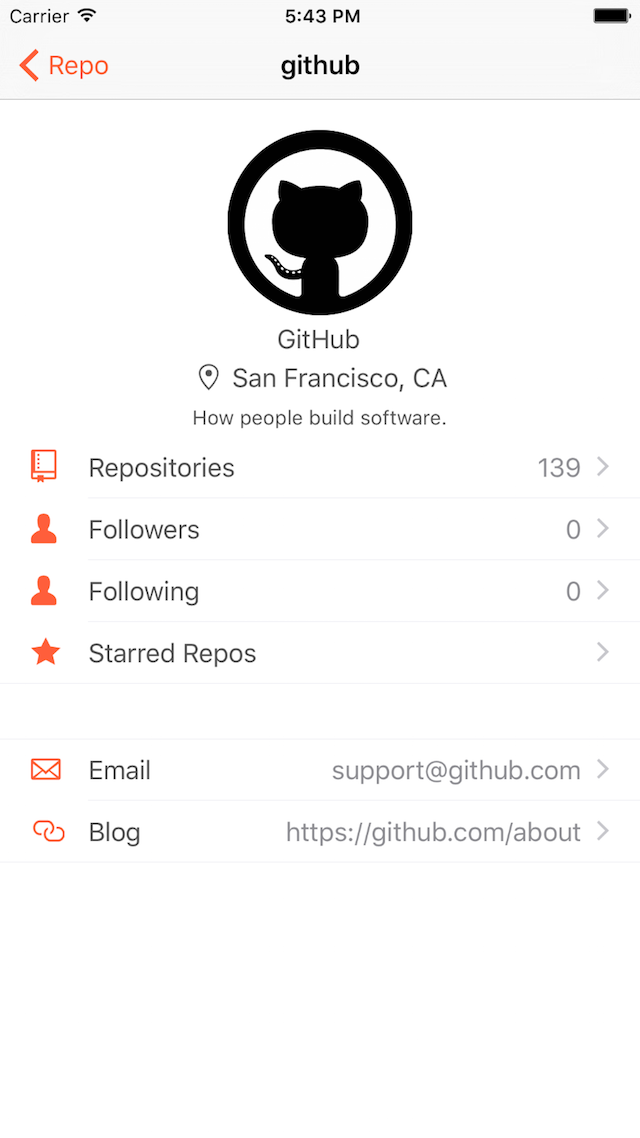 Carrier 5:43 PM
Repo github
GitHub
San Francisco, CA
How people build software.
Repositories 139
Followers 0
Following 0
Starred Repos
Email support@github.com
Blog https://github.com/about